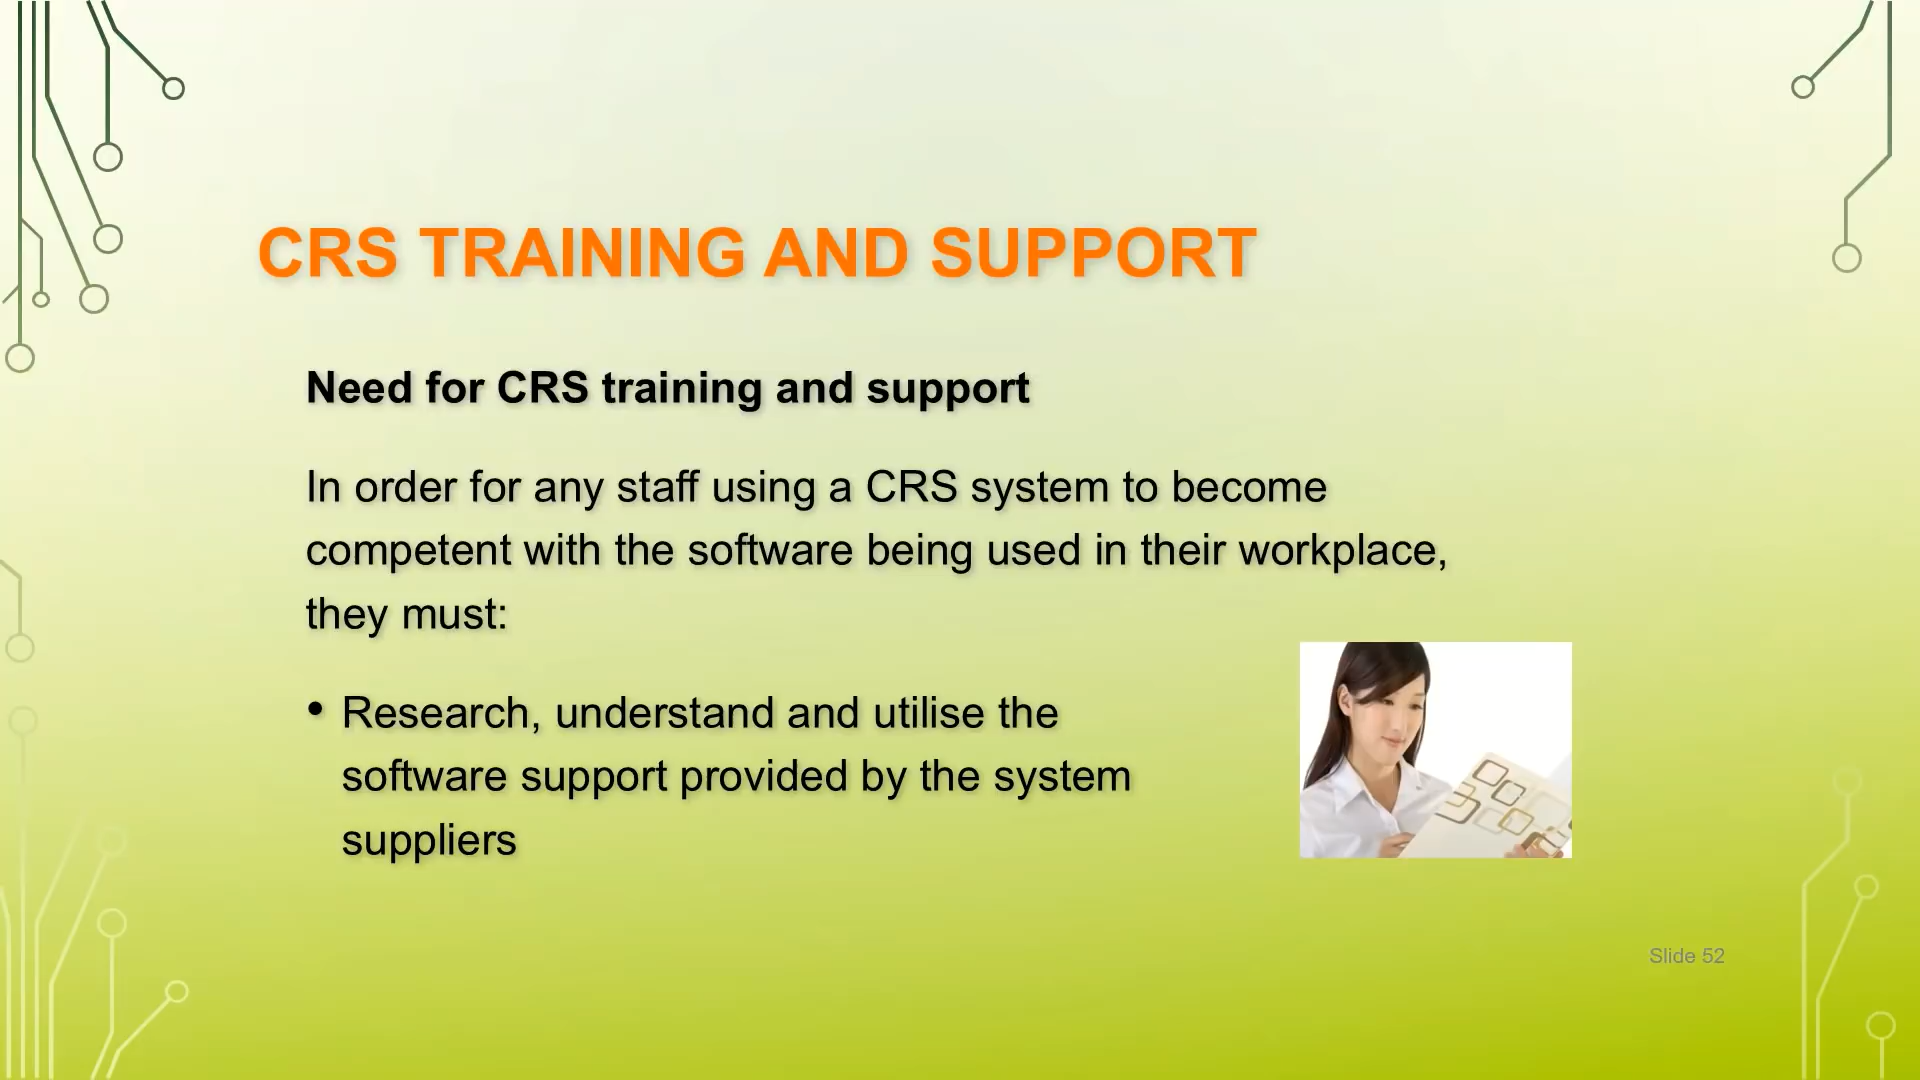 CRS TRAINING AND SUPPORT
Need for CRS training and support
In order for any staff using a CRS system to become
competent with the software being used in their workplace,
they must:
• Research, understand and utilise the
software support provided by the system
suppliers
Slide 52